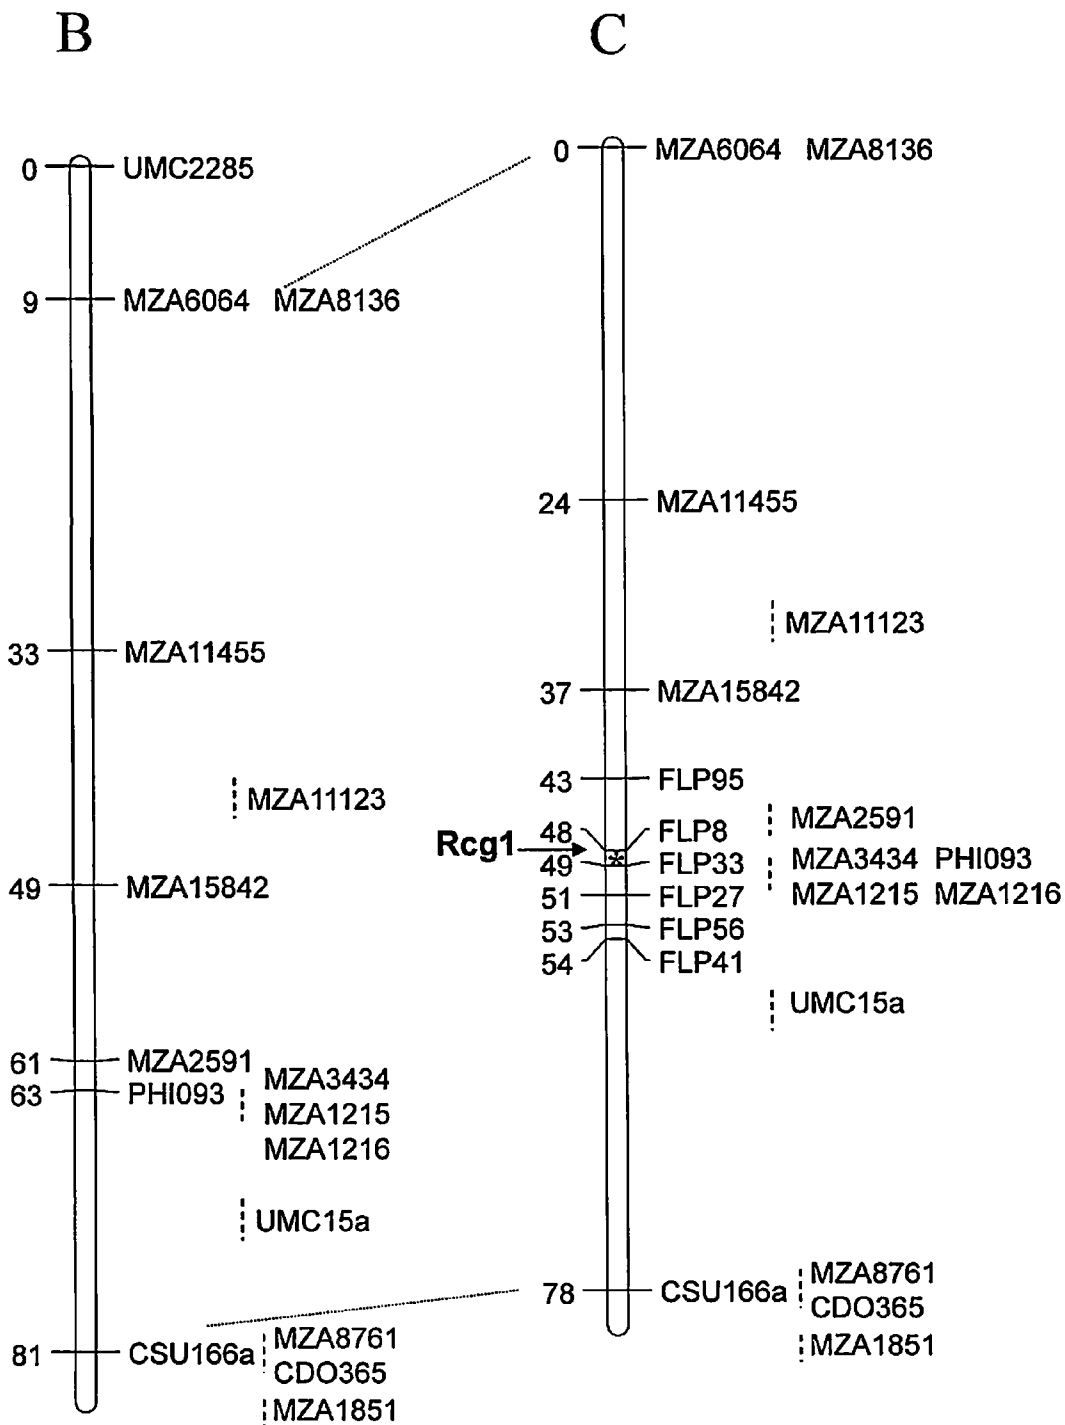 B
0 UMC2285
9 MZA6064 MZA8136
33 MZA11455
MZA11123
49 MZA15842
61 MZA2591
63 PHI093
MZA3434
MZA1215
MZA1216
UMC15a
81 CSU166a
MZA8761
CDO365
MZA1851
C
0 MZA6064 MZA8136
24 MZA11455
MZA11123
37 MZA15842
43 FLP95
48 FLP8
Rcg1
*
49 FLP33
51 FLP27
53 FLP56
54 FLP41
MZA2591
MZA3434 PHI093
MZA1215 MZA1216
UMC15a
78 CSU166a
MZA8761
CDO365
MZA1851